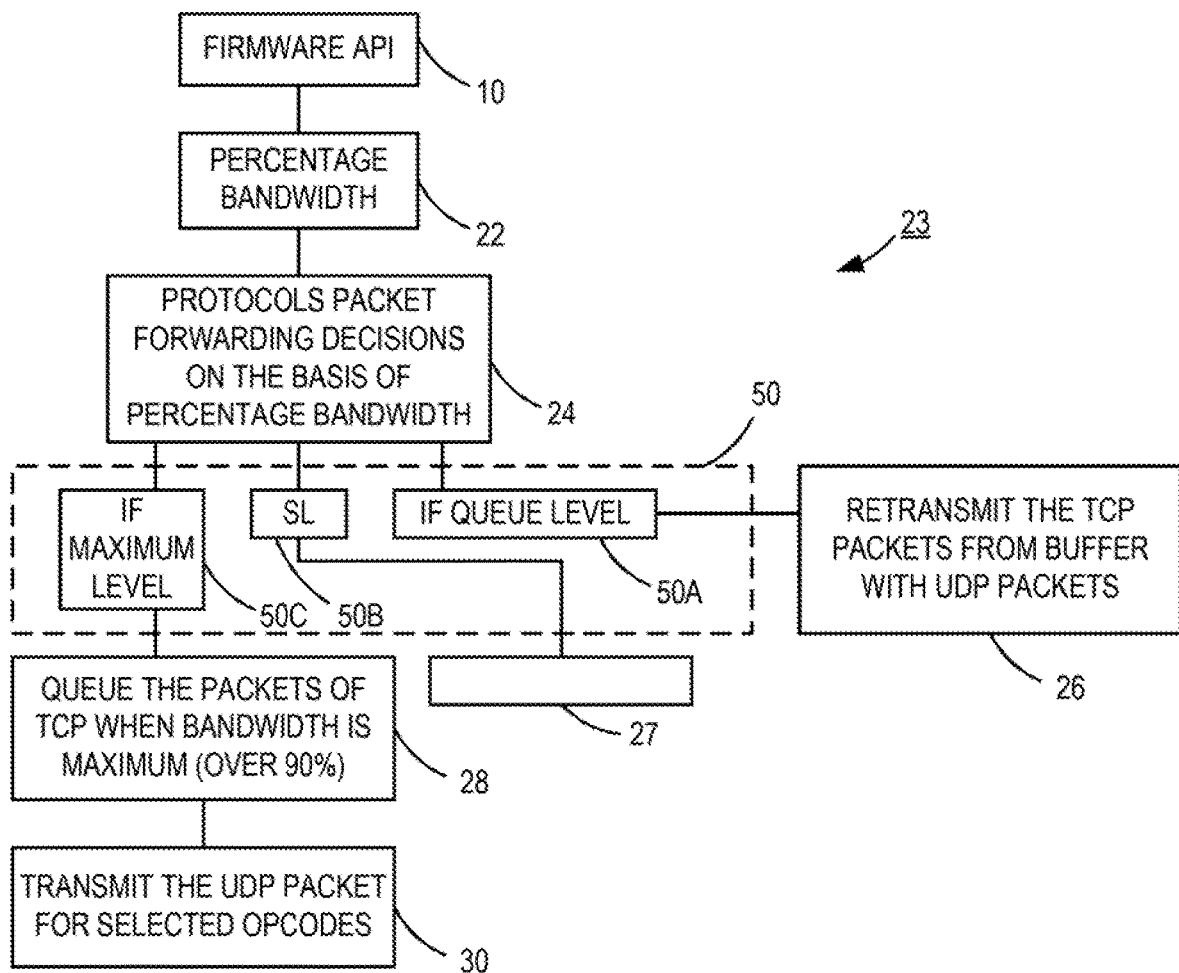 FIRMWARE API
10
PERCENTAGE
BANDWIDTH
22
23
PROTOCOLS PACKET
FORWARDING DECISIONS
ON THE BASIS OF
PERCENTAGE BANDWIDTH
24
50
IF
MAXIMUM
LEVEL
50C
SL
50B
IF QUEUE LEVEL
50A
RETRANSMIT THE TCP
PACKETS FROM BUFFER
WITH UDP PACKETS
26
QUEUE THE PACKETS OF
TCP WHEN BANDWIDTH IS
MAXIMUM (OVER 90%)
28
27
TRANSMIT THE UDP PACKET
FOR SELECTED OPCODES
30